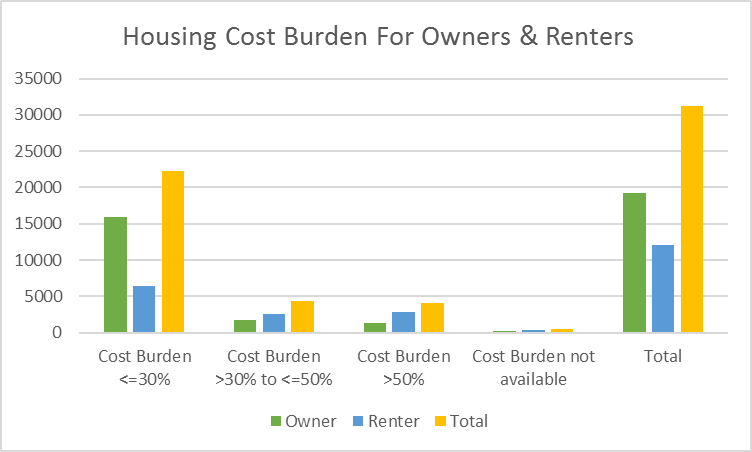 Housing Cost Burden For Owners & Renters
35000
30000
25000
20000
15000
10000
5000
0
Cost Burden
<=30%
Cost Burden
>30% to <=50%
Cost Burden
>50%
Cost Burden not
available
Total
Owner Renter Total